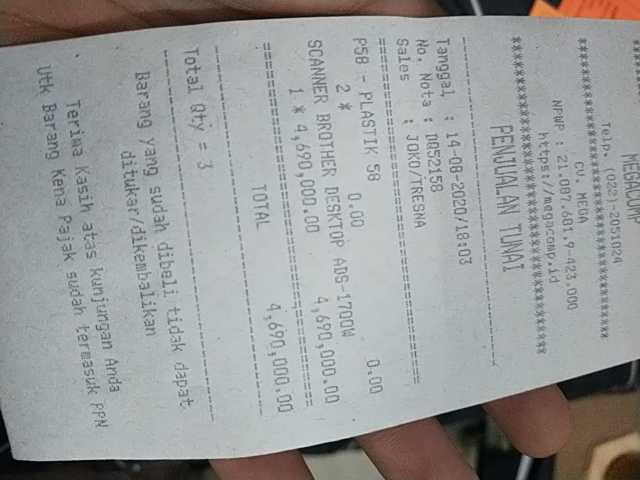 MEGACOMP
***********************************
Telp. (023)-2051024
CV. MEGA
NPWP : 21.087.601.9-423.000
https://megacomp.id
***********************************
PENJUALAN TUNAI
-----------------------------------
Tanggal : 14-08-2020/18:03
No. Nota : D852158
Sales : JOKO/TRESNA
===================================
P58 - PLASTIK 58
2 * 0.00 0.00
SCANNER BROTHER DESKTOP ADS-1700W
1 * 4,690,000.00 4,690,000.00
===================================
TOTAL 4,690,000.00
-----------------------------------
Total Qty = 3
-----------------------------------
Barang yang sudah dibeli tidak dapat
ditukar/dikembalikan
Terima Kasih atas kunjungan Anda
Utk Barang Kena Pajak sudah termasuk PPN